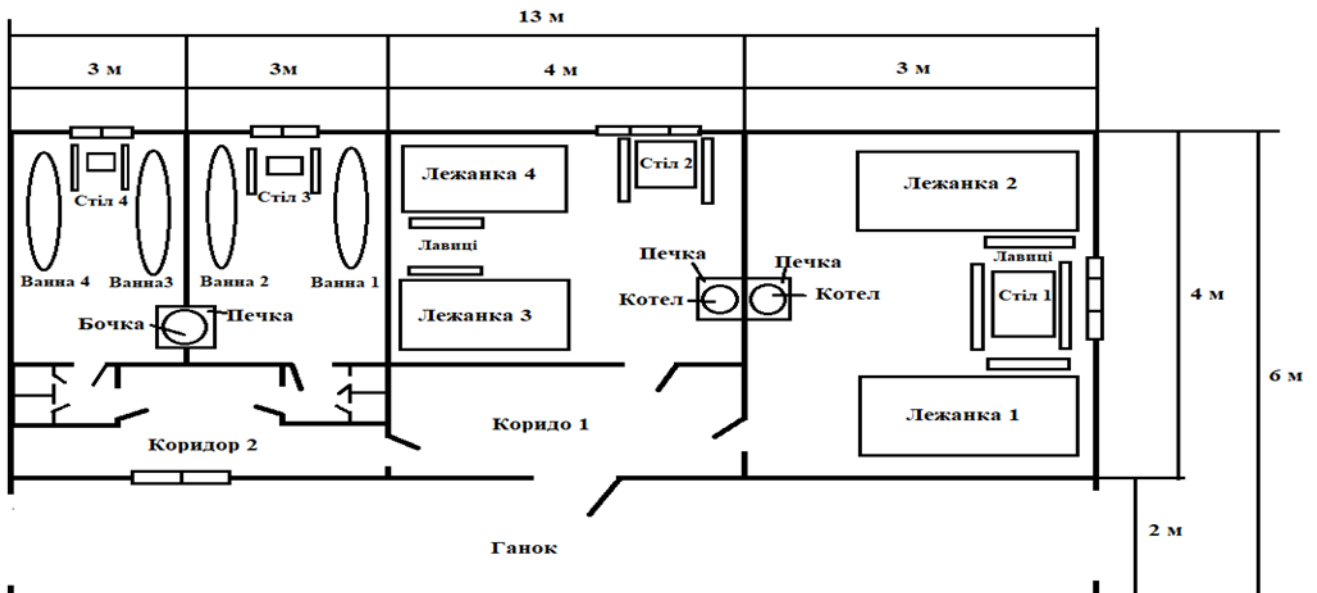 13 м
3 м
3м
4 м
3 м
Стіл 4
Стіл 3
Стіл 2
Лежанка 4
Лежанка 2
Лавиці
Лавиці
Ванна 4
Ванна3
Ванна 2
Ванна 1
Печка
Печка
Котел
Котел
Стіл 1
4 м
Бочка
Печка
Лежанка 3
6 м
Лежанка 1
Коридор 2
Коридо 1
Ганок
2 м